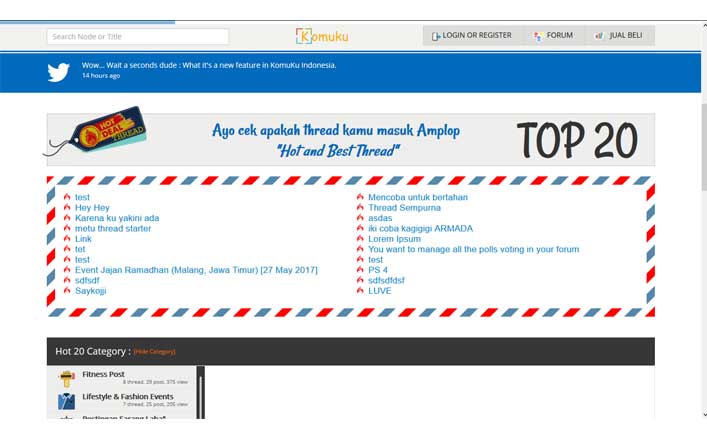 Search Node or Title
Komuku
LOGIN OR REGISTER
FORUM
JUAL BELI
Wow... Wait a seconds dude : What it's a new feature in KomuKu Indonesia.
14 hours ago
HOT DEAL THREAD
Ayo cek apakah thread kamu masuk Amplop
"Hot and Best Thread"
TOP 20
test
Hey Hey
Karena ku yakini ada
metu thread starter
Link
tet
test
Event Jajan Ramadhan (Malang, Jawa Timur) [27 May 2017]
sdfsdf
Saykojji
Mencoba untuk bertahan
Thread Sempurna
asdas
iki coba kagigigi ARMADA
Lorem Ipsum
You want to manage all the polls voting in your forum
test
PS 4
sdfsdfdsf
LUVE
Hot 20 Category : [Hide Category]
Fitness Post
8 thread, 29 post, 375 view
Lifestyle & Fashion Events
7 thread, 25 post, 205 view